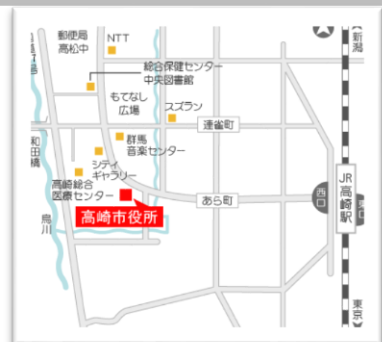 郵便局
高松中
NTT
新潟
総合保健センター
中央図書館
もてなし
広場
スズラン
連雀町
和田橋
群馬
音楽センター
シティ
ギャラリー
高崎総合
医療センター
あら町
西口
JR
高崎駅
東口
高崎市役所
烏川
東京